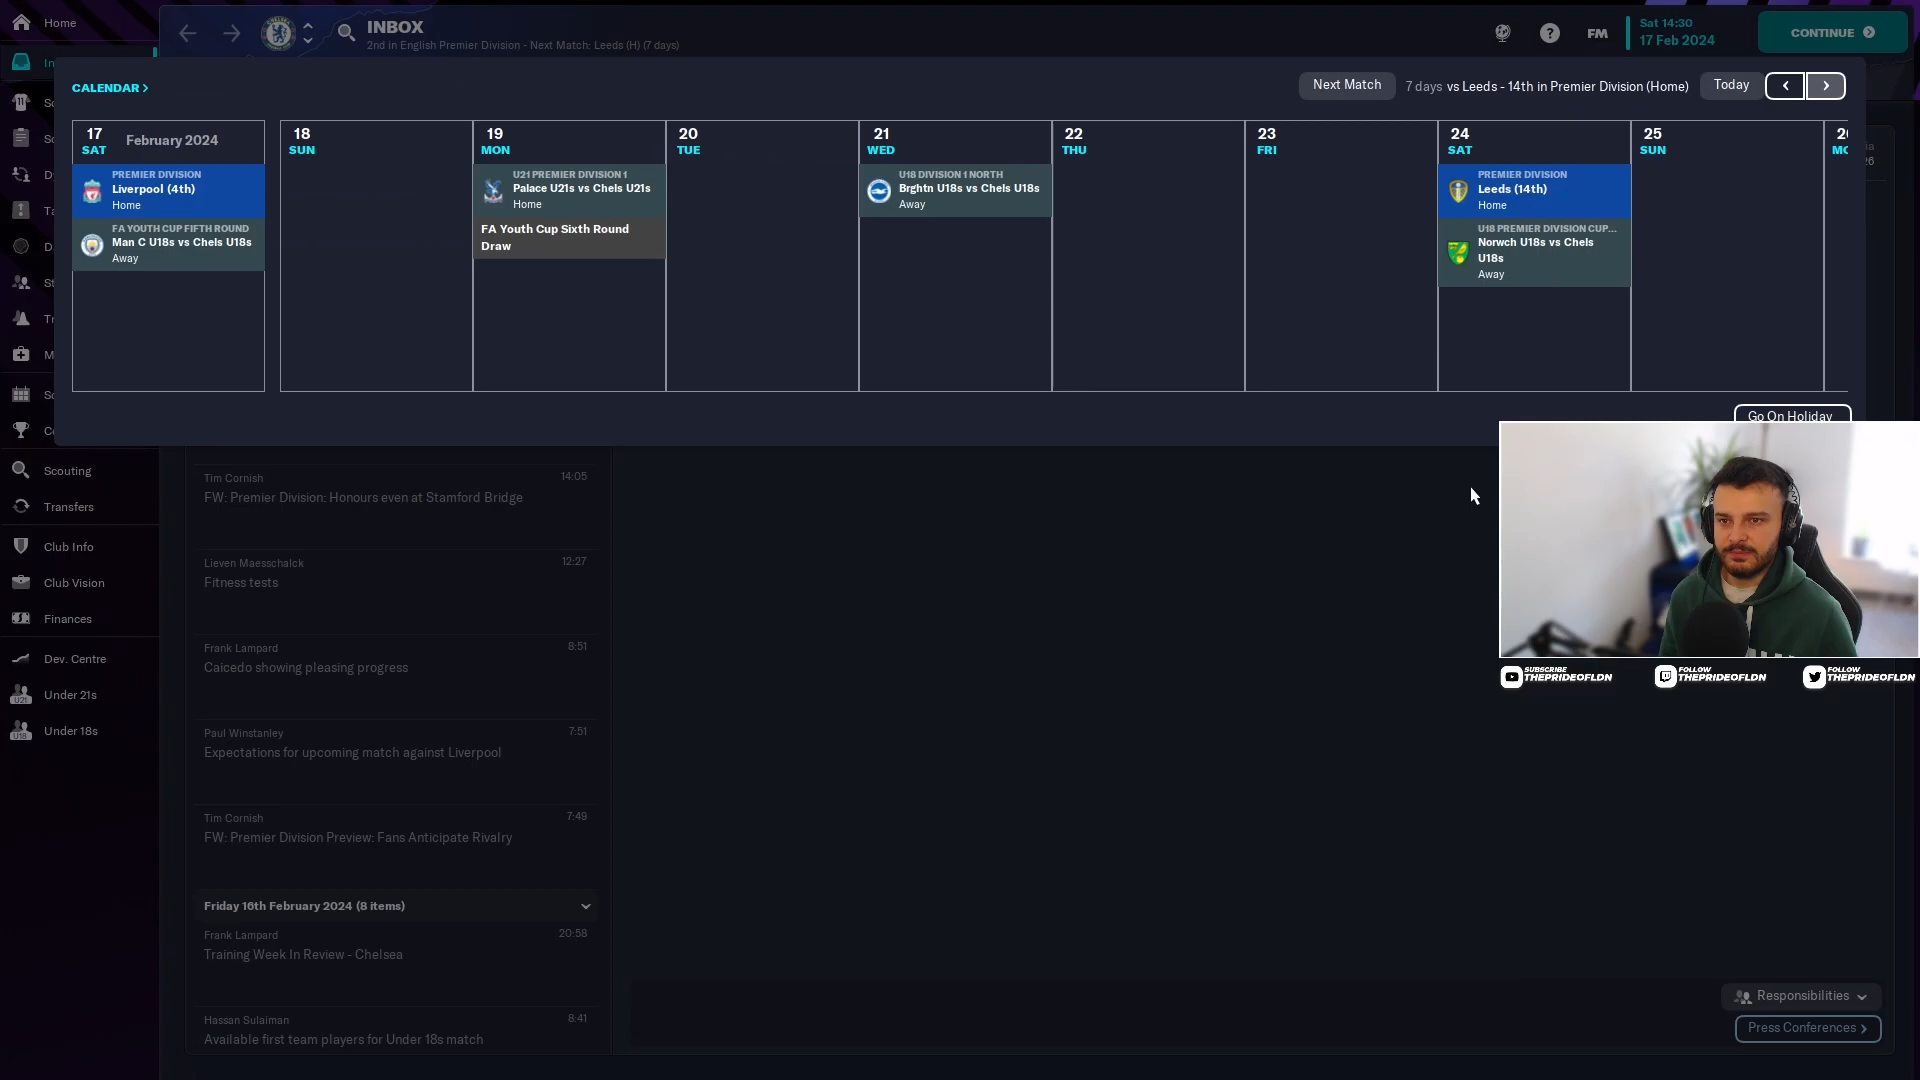 Home
INBOX
2nd in English Premier Division - Next Match: Leeds (H) (7 days)
FM
Sat 14:30
17 Feb 2024
CONTINUE
CALENDAR
Next Match
7 days vs Leeds - 14th in Premier Division (Home)
Today
17
SAT
February 2024
PREMIER DIVISION
Liverpool (4th)
Home
FA YOUTH CUP FIFTH ROUND
Man C U18s vs Chels U18s
Away
18
SUN
19
MON
U21 PREMIER DIVISION 1
Palace U21s vs Chels U21s
Home
FA Youth Cup Sixth Round
Draw
20
TUE
21
WED
U18 DIVISION 1 NORTH
Brghtn U18s vs Chels U18s
Away
22
THU
23
FRI
24
SAT
PREMIER DIVISION
Leeds (14th)
Home
U18 PREMIER DIVISION CUP...
Norwch U18s vs Chels
U18s
Away
25
SUN
Go On Holiday
Scouting
Transfers
Club Info
Club Vision
Finances
Dev. Centre
Under 21s
Under 18s
Tim Cornish
14:05
FW: Premier Division: Honours even at Stamford Bridge
Lieven Maesschalck
12:27
Fitness tests
Frank Lampard
8:51
Caicedo showing pleasing progress
Paul Winstanley
7:51
Expectations for upcoming match against Liverpool
Tim Cornish
7:49
FW: Premier Division Preview: Fans Anticipate Rivalry
Friday 16th February 2024 (8 items)
Frank Lampard
20:58
Training Week In Review - Chelsea
Hassan Sulaiman
8:41
Available first team players for Under 18s match
SUBSCRIBE
THEPRIDEOFLDN
FOLLOW
THEPRIDEOFLDN
FOLLOW
THEPRIDEOFLDN
Responsibilities
Press Conferences